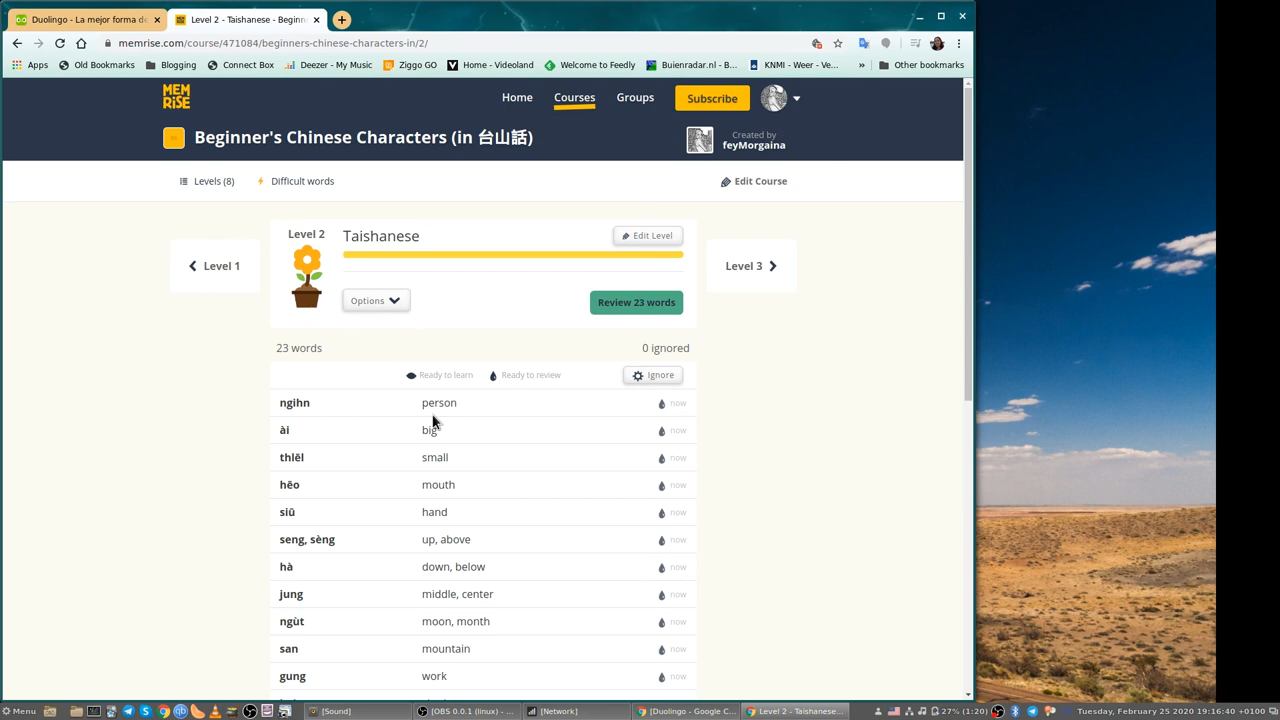 Duolingo - La mejor forma de
Level 2 - Taishanese - Beginn
memrise.com/course/471084/beginners-chinese-characters-in/2/
Apps Old Bookmarks Blogging Connect Box Deezer - My Music Ziggo GO Home - Videoland Welcome to Feedly Buienradar.nl - B... KNMI - Weer - Ve... » Other bookmarks
MEM RiSE
Home Courses Groups Subscribe
Beginner's Chinese Characters (in 台山話)
Created by
feyMorgaina
Levels (8) Difficult words Edit Course
Level 2
Taishanese
Edit Level
Level 1
Level 3
Options
Review 23 words
23 words 0 ignored
Ready to learn Ready to review Ignore
ngihn person now
ài big now
thlĕl small now
hēo mouth now
siū hand now
seng, sèng up, above now
hà down, below now
jung middle, center now
ngùt moon, month now
san mountain now
gung work now
Menu [Sound] [OBS 0.0.1 (linux) - ... [Network] [Duolingo - Google C... Level 2 - Taishanese... 27% (1:20) Tuesday, February 25 2020 19:16:40 +0100